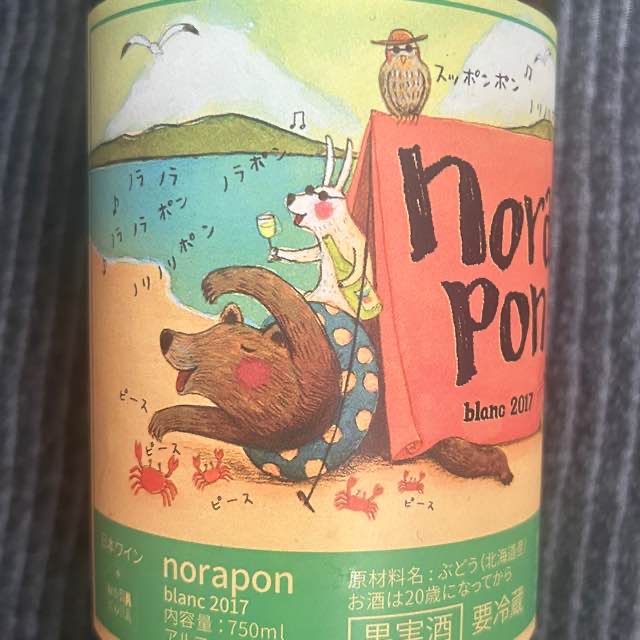 スッポンポン
ノラポン
ノラ ノラ
ノラ ノラ ポン
ノリ ノリ ポン
nora
pon
blanc 2017
ピース
ピース
ピース
ピース
日本ワイン
norapon
blanc 2017
内容量：750ml
原材料名：ぶどう（北海道産）
お酒は20歳になってから
果実酒
要冷蔵